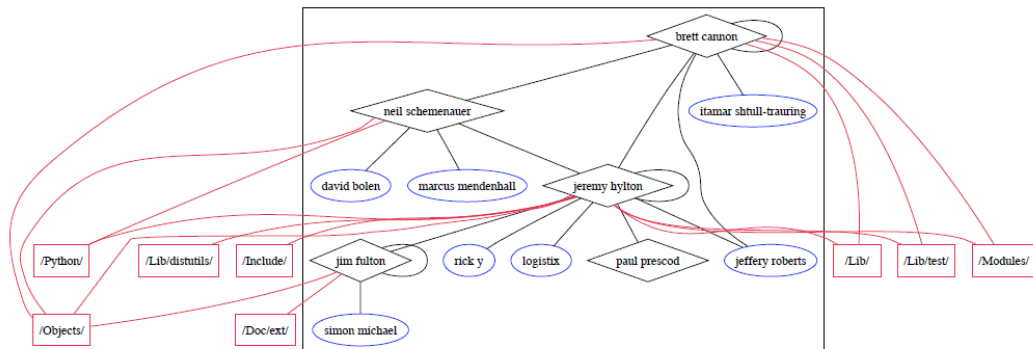 brett cannon
neil schemenauer
itamar shtull-trauring
david bolen
marcus mendenhall
jeremy hylton
/Python/
/Lib/distutils/
/Include/
jim fulton
rick y
logistix
paul prescod
jeffery roberts
/Lib/
/Lib/test/
/Modules/
/Objects/
/Doc/ext/
simon michael